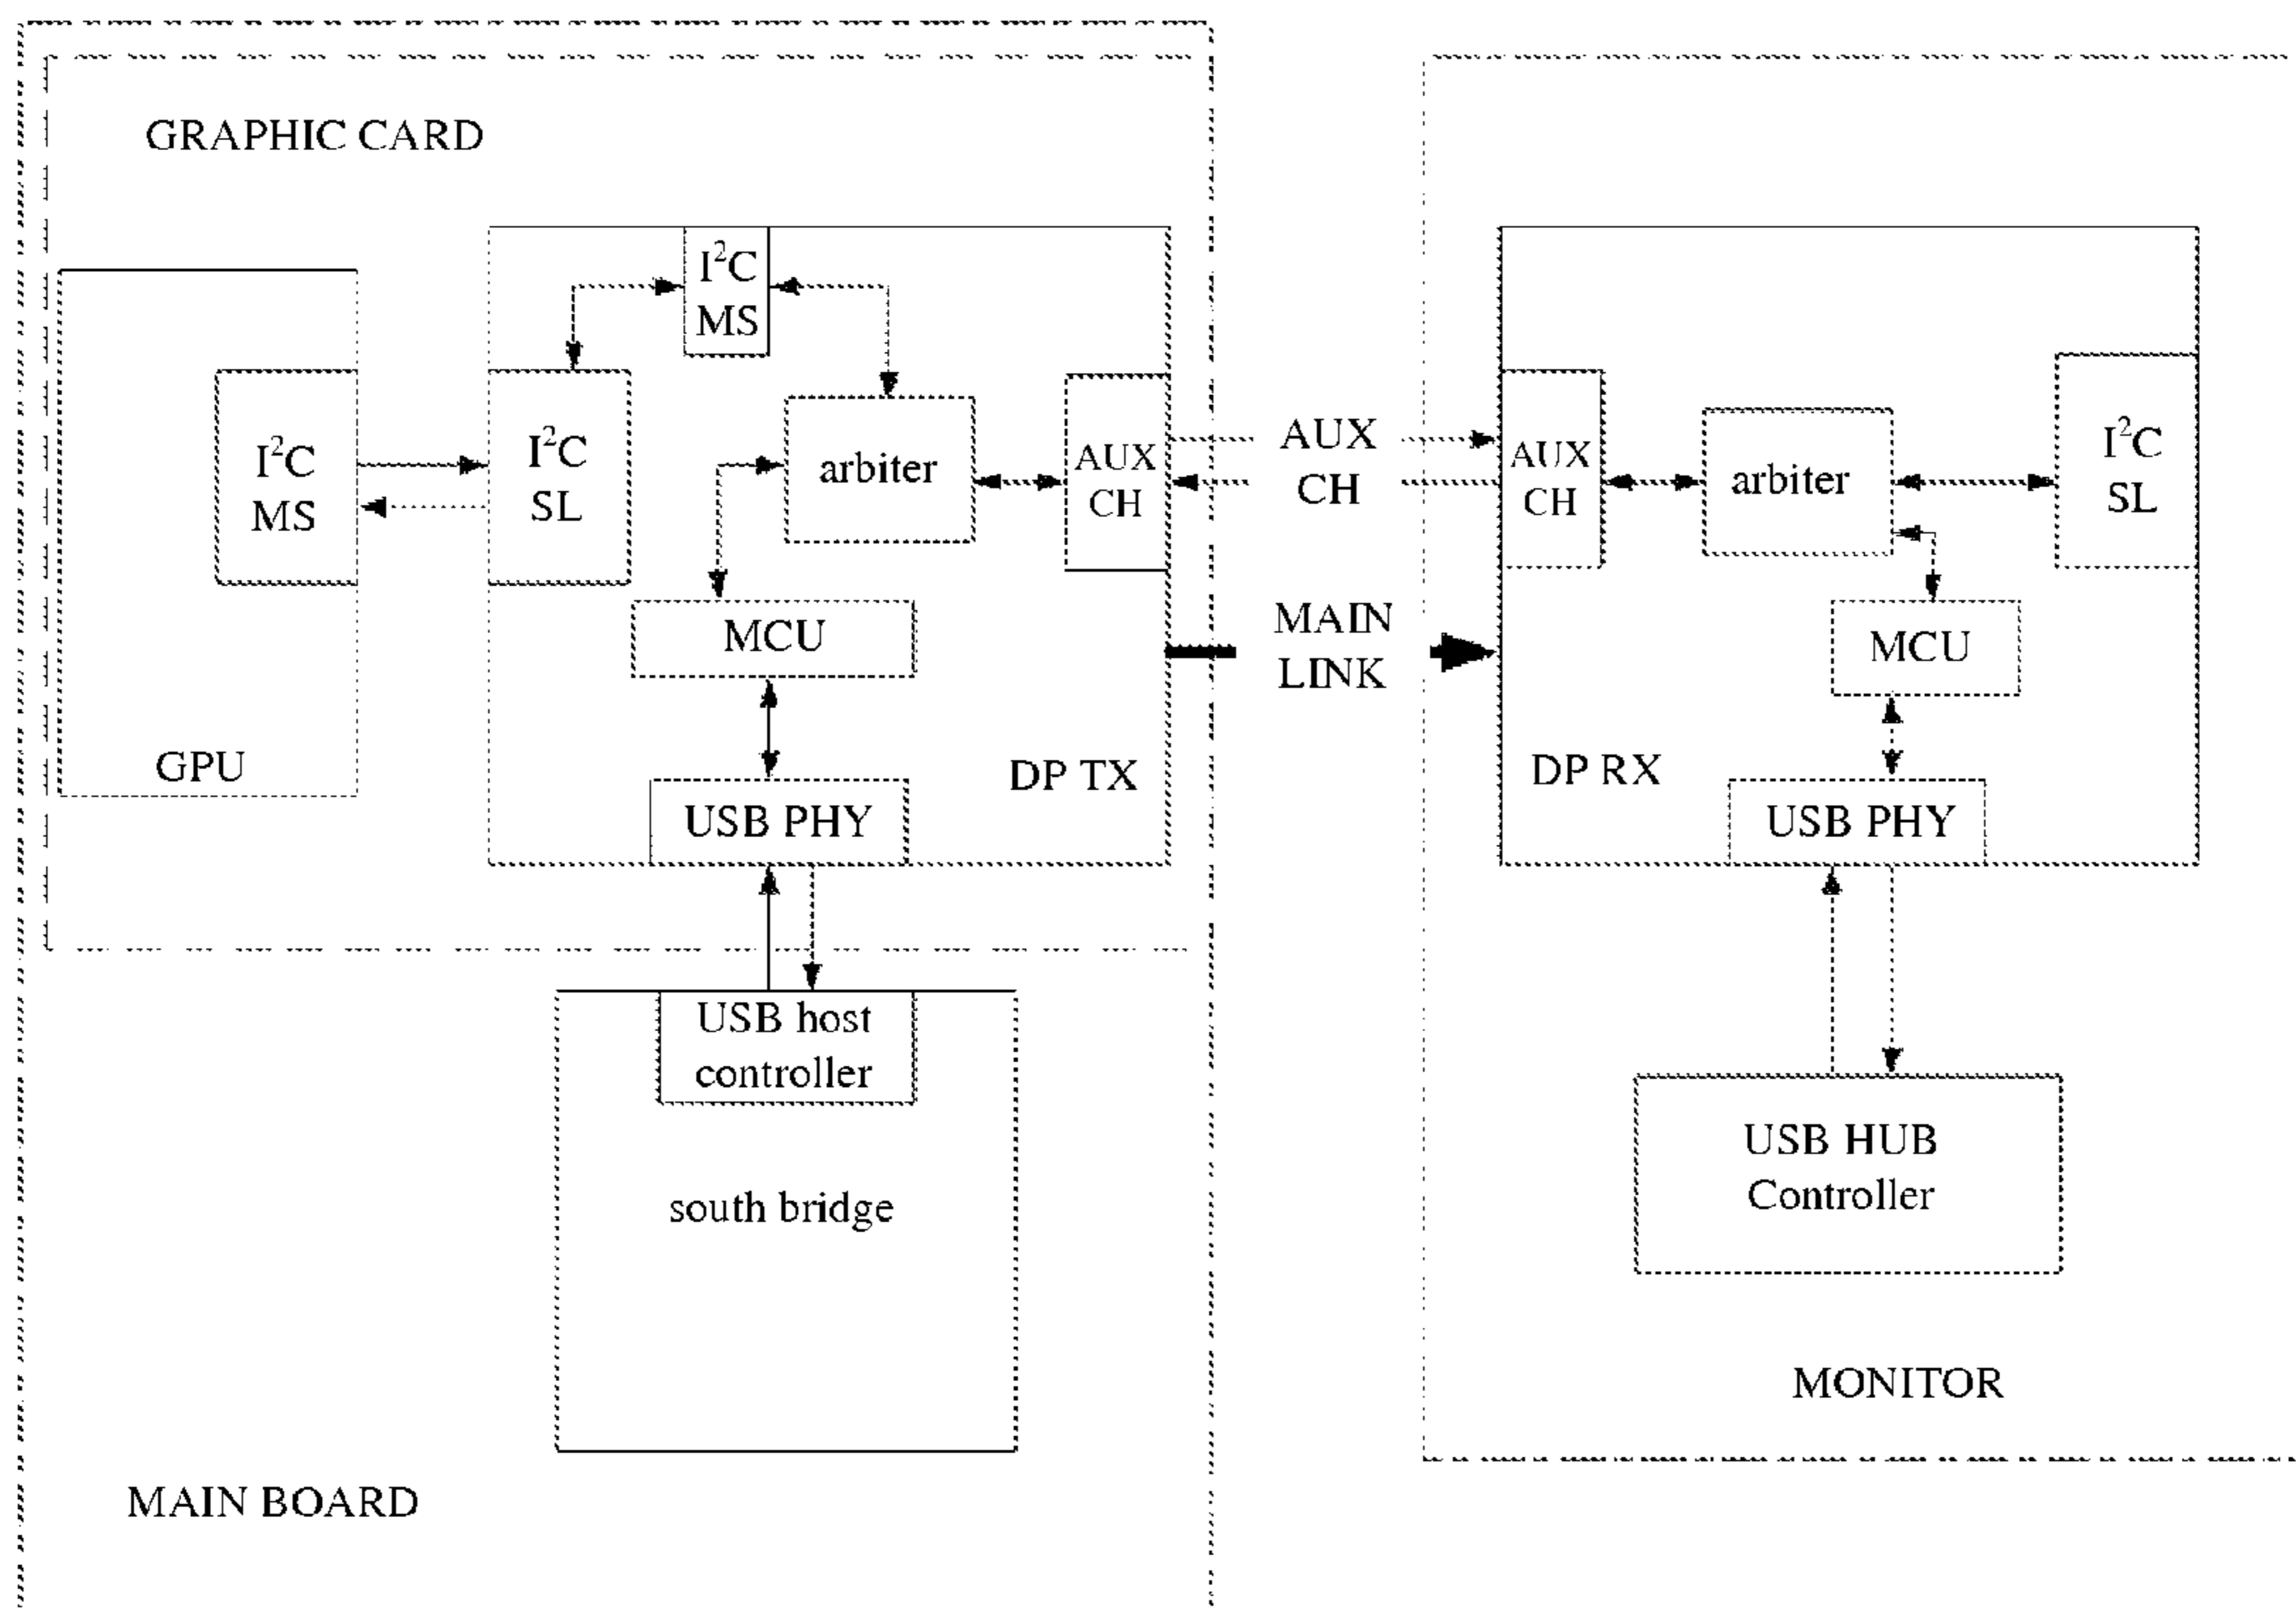 GRAPHIC CARD
I²C
MS
I²C
MS
I²C
SL
arbiter
AUX
CH
MCU
USB PHY
GPU
DP TX
AUX
CH
MAIN
LINK
AUX
CH
arbiter
I²C
SL
MCU
DP RX
USB PHY
USB host
controller
south bridge
USB HUB
Controller
MONITOR
MAIN BOARD